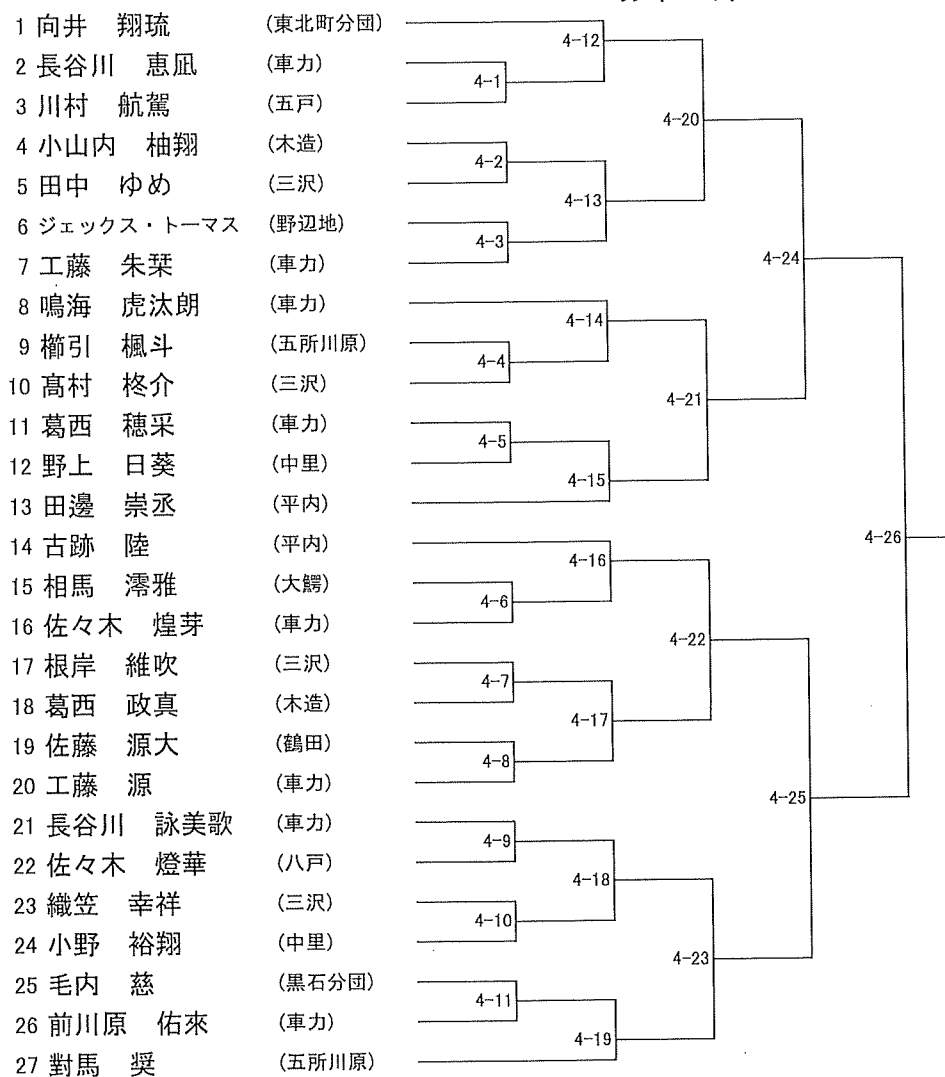 1 向井 翔琉 (東北町分団)
2 長谷川 恵凪 (車力)
3 川村 航駕 (五戸)
4 小山内 柚翔 (木造)
5 田中 ゆめ (三沢)
6 ジェックス・トーマス (野辺地)
7 工藤 朱栞 (車力)
8 鳴海 虎汰朗 (車力)
9 櫛引 楓斗 (五所川原)
10 髙村 柊介 (三沢)
11 葛西 穂采 (車力)
12 野上 日葵 (中里)
13 田邊 崇丞 (平内)
14 古跡 陸 (平内)
15 相馬 澪雅 (大鰐)
16 佐々木 煌芽 (車力)
17 根岸 維吹 (三沢)
18 葛西 政真 (木造)
19 佐藤 源大 (鶴田)
20 工藤 源 (車力)
21 長谷川 詠美歌 (車力)
22 佐々木 燈華 (八戸)
23 織笠 幸祥 (三沢)
24 小野 裕翔 (中里)
25 毛内 慈 (黒石分団)
26 前川原 佑來 (車力)
27 對馬 奨 (五所川原)
4-1
4-2
4-3
4-4
4-5
4-6
4-7
4-8
4-9
4-10
4-11
4-12
4-13
4-14
4-15
4-16
4-17
4-18
4-19
4-20
4-21
4-22
4-23
4-24
4-25
4-26